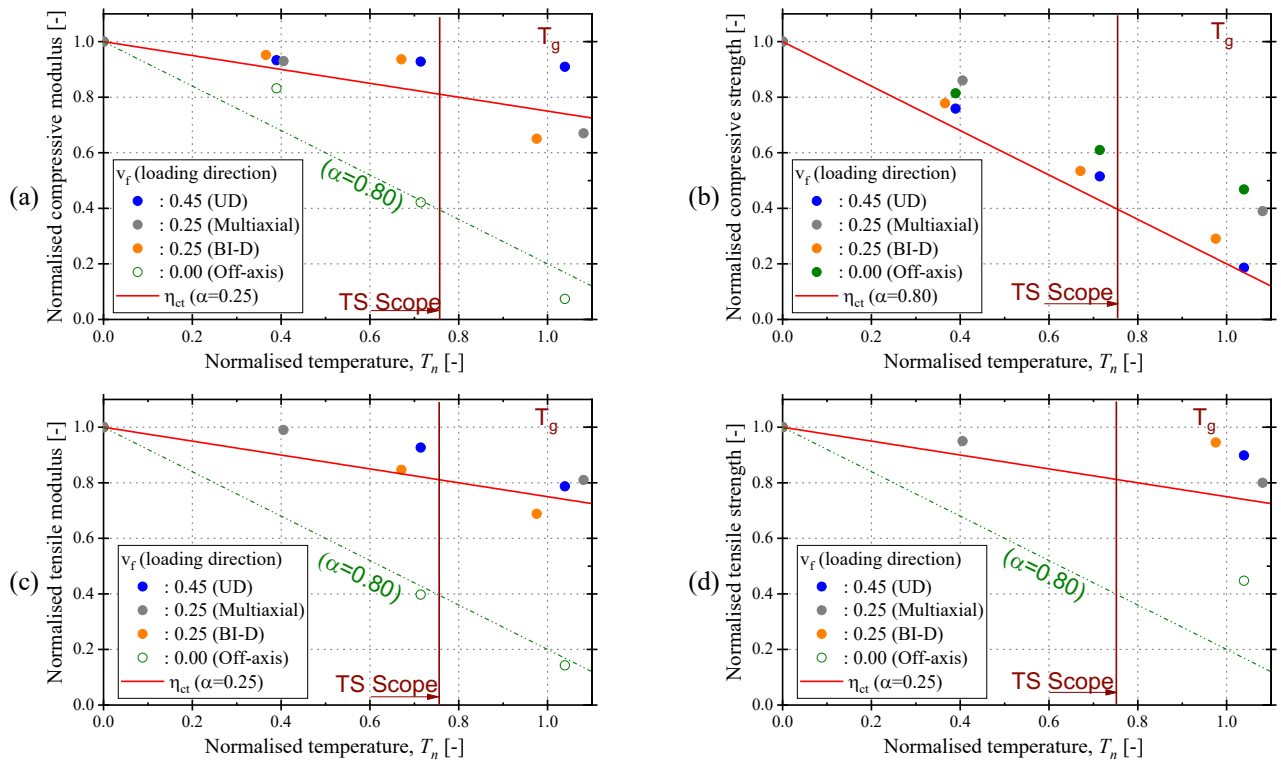 (a)
Normalised compressive modulus [-]
1.0
0.8
0.6
0.4
0.2
0.0
T_g
(α=0.80)
v_f (loading direction)
: 0.45 (UD)
: 0.25 (Multiaxial)
: 0.25 (BI-D)
: 0.00 (Off-axis)
η_ct (α=0.25)
TS Scope
0.0 0.2 0.4 0.6 0.8 1.0
Normalised temperature, T_n [-]
(b)
Normalised compressive strength [-]
1.0
0.8
0.6
0.4
0.2
0.0
T_g
v_f (loading direction)
: 0.45 (UD)
: 0.25 (Multiaxial)
: 0.25 (BI-D)
: 0.00 (Off-axis)
η_ct (α=0.80)
TS Scope
0.0 0.2 0.4 0.6 0.8 1.0
Normalised temperature, T_n [-]
(c)
Normalised tensile modulus [-]
1.0
0.8
0.6
0.4
0.2
0.0
T_g
(α=0.80)
v_f (loading direction)
: 0.45 (UD)
: 0.25 (Multiaxial)
: 0.25 (BI-D)
: 0.00 (Off-axis)
η_ct (α=0.25)
TS Scope
0.0 0.2 0.4 0.6 0.8 1.0
Normalised temperature, T_n [-]
(d)
Normalised tensile strength [-]
1.0
0.8
0.6
0.4
0.2
0.0
T_g
(α=0.80)
v_f (loading direction)
: 0.45 (UD)
: 0.25 (Multiaxial)
: 0.25 (BI-D)
: 0.00 (Off-axis)
η_ct (α=0.25)
TS Scope
0.0 0.2 0.4 0.6 0.8 1.0
Normalised temperature, T_n [-]